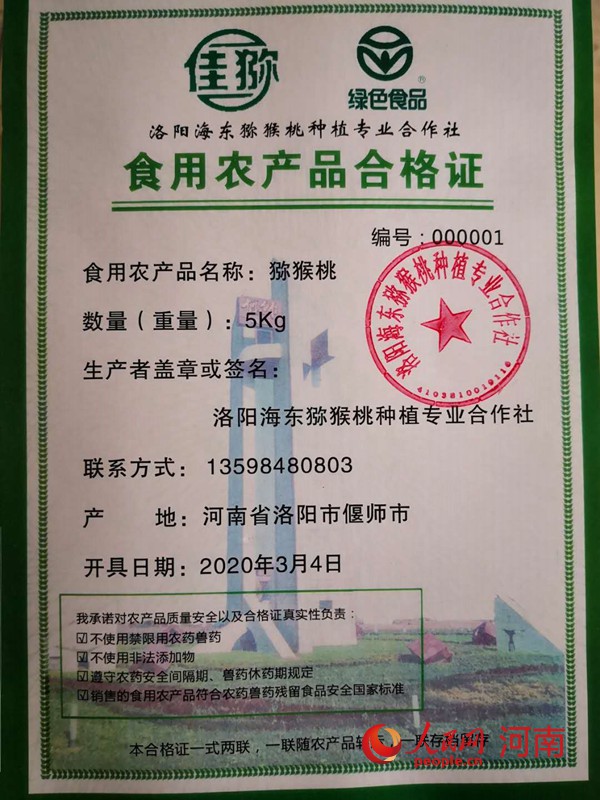 佳猕
绿色食品
®
洛阳海东猕猴桃种植专业合作社
食用农产品合格证
编号：000001
食用农产品名称：猕猴桃
数量（重量）：5Kg
生产者盖章或签名：
洛阳海东猕猴桃种植专业合作社
联系方式：13598480803
产 地：河南省洛阳市偃师市
开具日期：2020年3月4日
洛阳海东猕猴桃种植专业合作社
4103810019116
我承诺对农产品质量安全以及合格证真实性负责：
☑不使用禁限用农药兽药
☑不使用非法添加物
☑遵守农药安全间隔期、兽药休药期规定
☑销售的食用农产品符合农药兽药残留食品安全国家标准
本合格证一式两联，一联随农产品转 一联存档留存
人民网 河南
people.cn